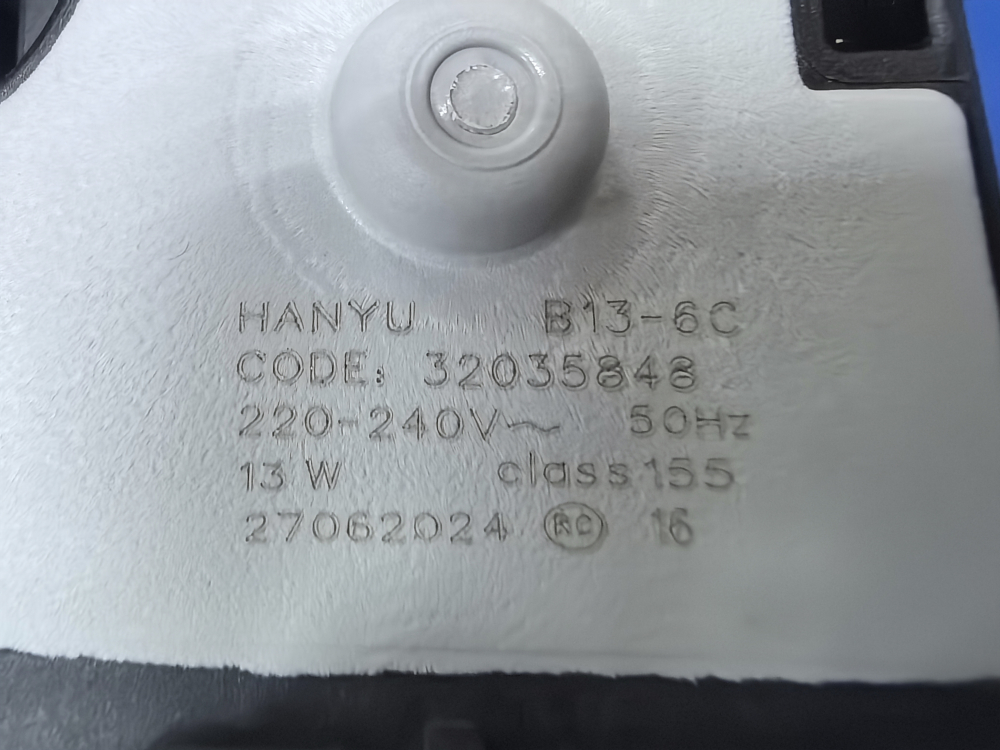 HANYU B13-6C
CODE: 32035848
220-240V~ 50Hz
13 W class 155
27062024 RC 16